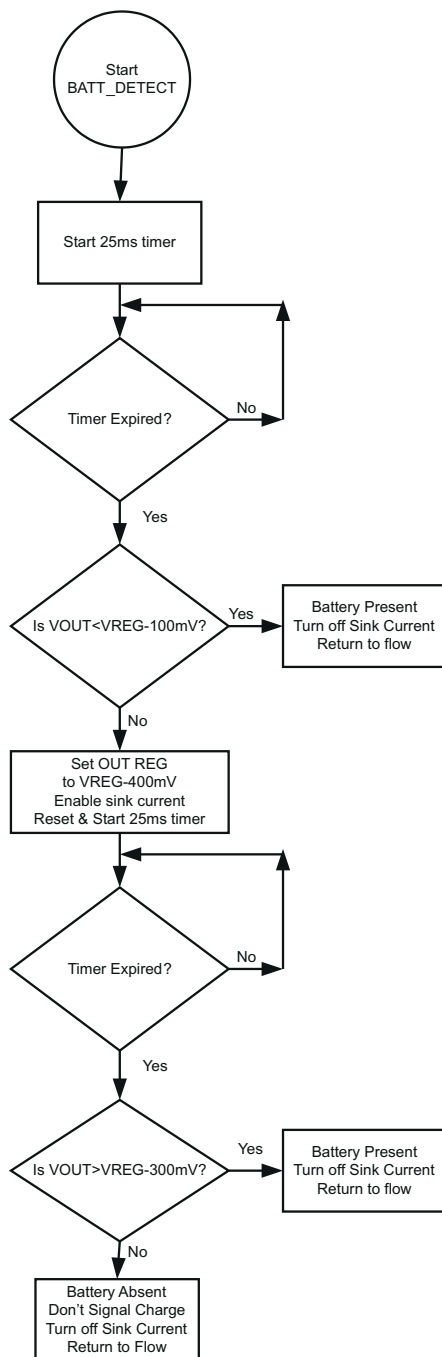 Start
BATT_DETECT
Start 25ms timer
Timer Expired?
No
Yes
Is VOUT<VREG-100mV?
Yes
Battery Present
Turn off Sink Current
Return to flow
No
Set OUT REG
to VREG-400mV
Enable sink current
Reset & Start 25ms timer
Timer Expired?
No
Yes
Is VOUT>VREG-300mV?
Yes
Battery Present
Turn off Sink Current
Return to flow
No
Battery Absent
Don't Signal Charge
Turn off Sink Current
Return to Flow